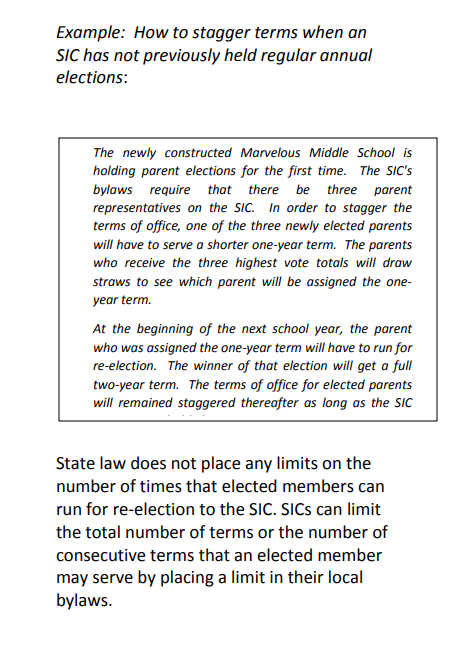 Example:  How to stagger terms when an
SIC has not previously held regular annual
elections:
The newly constructed Marvelous Middle School is
holding parent elections for the first time.  The SIC's
bylaws require that there be three parent
representatives on the SIC.  In order to stagger the
terms of office, one of the three newly elected parents
will have to serve a shorter one-year term.  The parents
who receive the three highest vote totals will draw
straws to see which parent will be assigned the one-
year term.
At the beginning of the next school year, the parent
who was assigned the one-year term will have to run for
re-election.  The winner of that election will get a full
two-year term.  The terms of office for elected parents
will remained staggered thereafter as long as the SIC
State law does not place any limits on the
number of times that elected members can
run for re-election to the SIC. SICs can limit
the total number of terms or the number of
consecutive terms that an elected member
may serve by placing a limit in their local
bylaws.